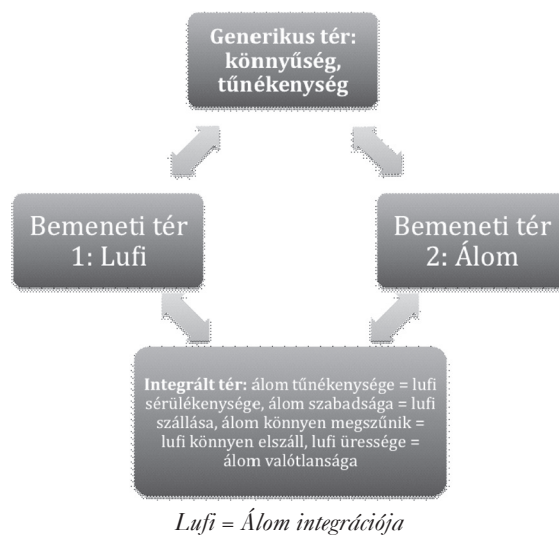 Generikus tér:
könnyűség,
tűnékenység
Bemeneti tér
1: Lufi
Bemeneti tér
2: Álom
Integrált tér: álom tűnékenysége = lufi
sérülékenysége, álom szabadsága = lufi
szállása, álom könnyen megszűnik =
lufi könnyen elszáll, lufi üressége =
álom valótlansága
Lufi = Álom integrációja